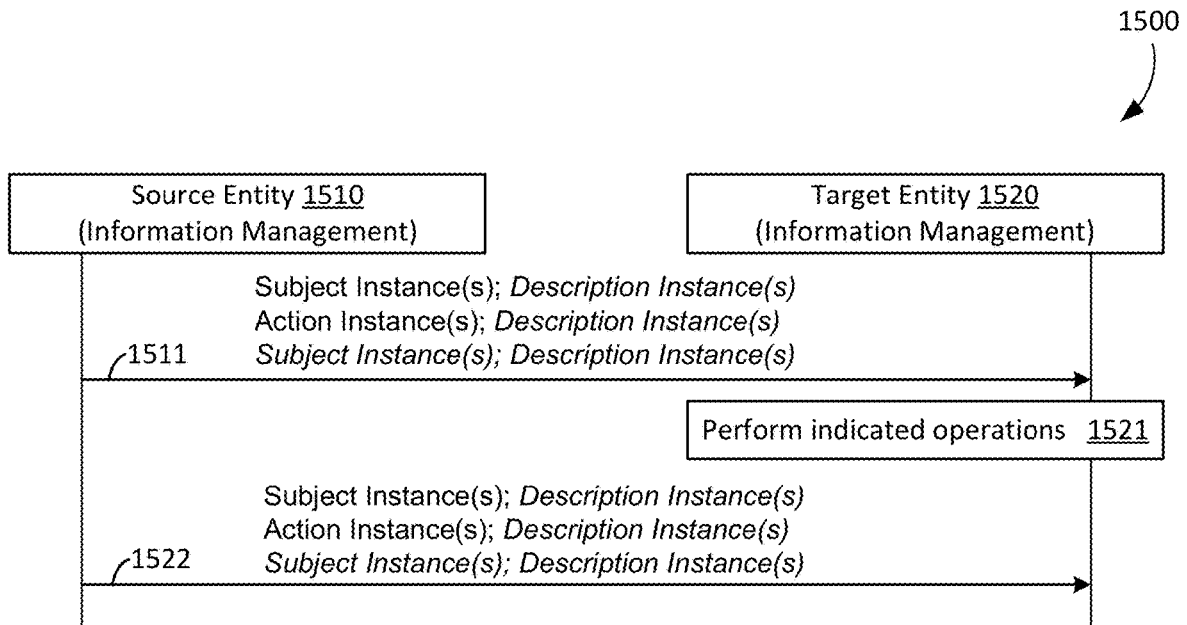 1500
Source Entity 1510
(Information Management)
Target Entity 1520
(Information Management)
Subject Instance(s); Description Instance(s)
Action Instance(s); Description Instance(s)
1511
Subject Instance(s); Description Instance(s)
Perform indicated operations 1521
Subject Instance(s); Description Instance(s)
Action Instance(s); Description Instance(s)
1522
Subject Instance(s); Description Instance(s)